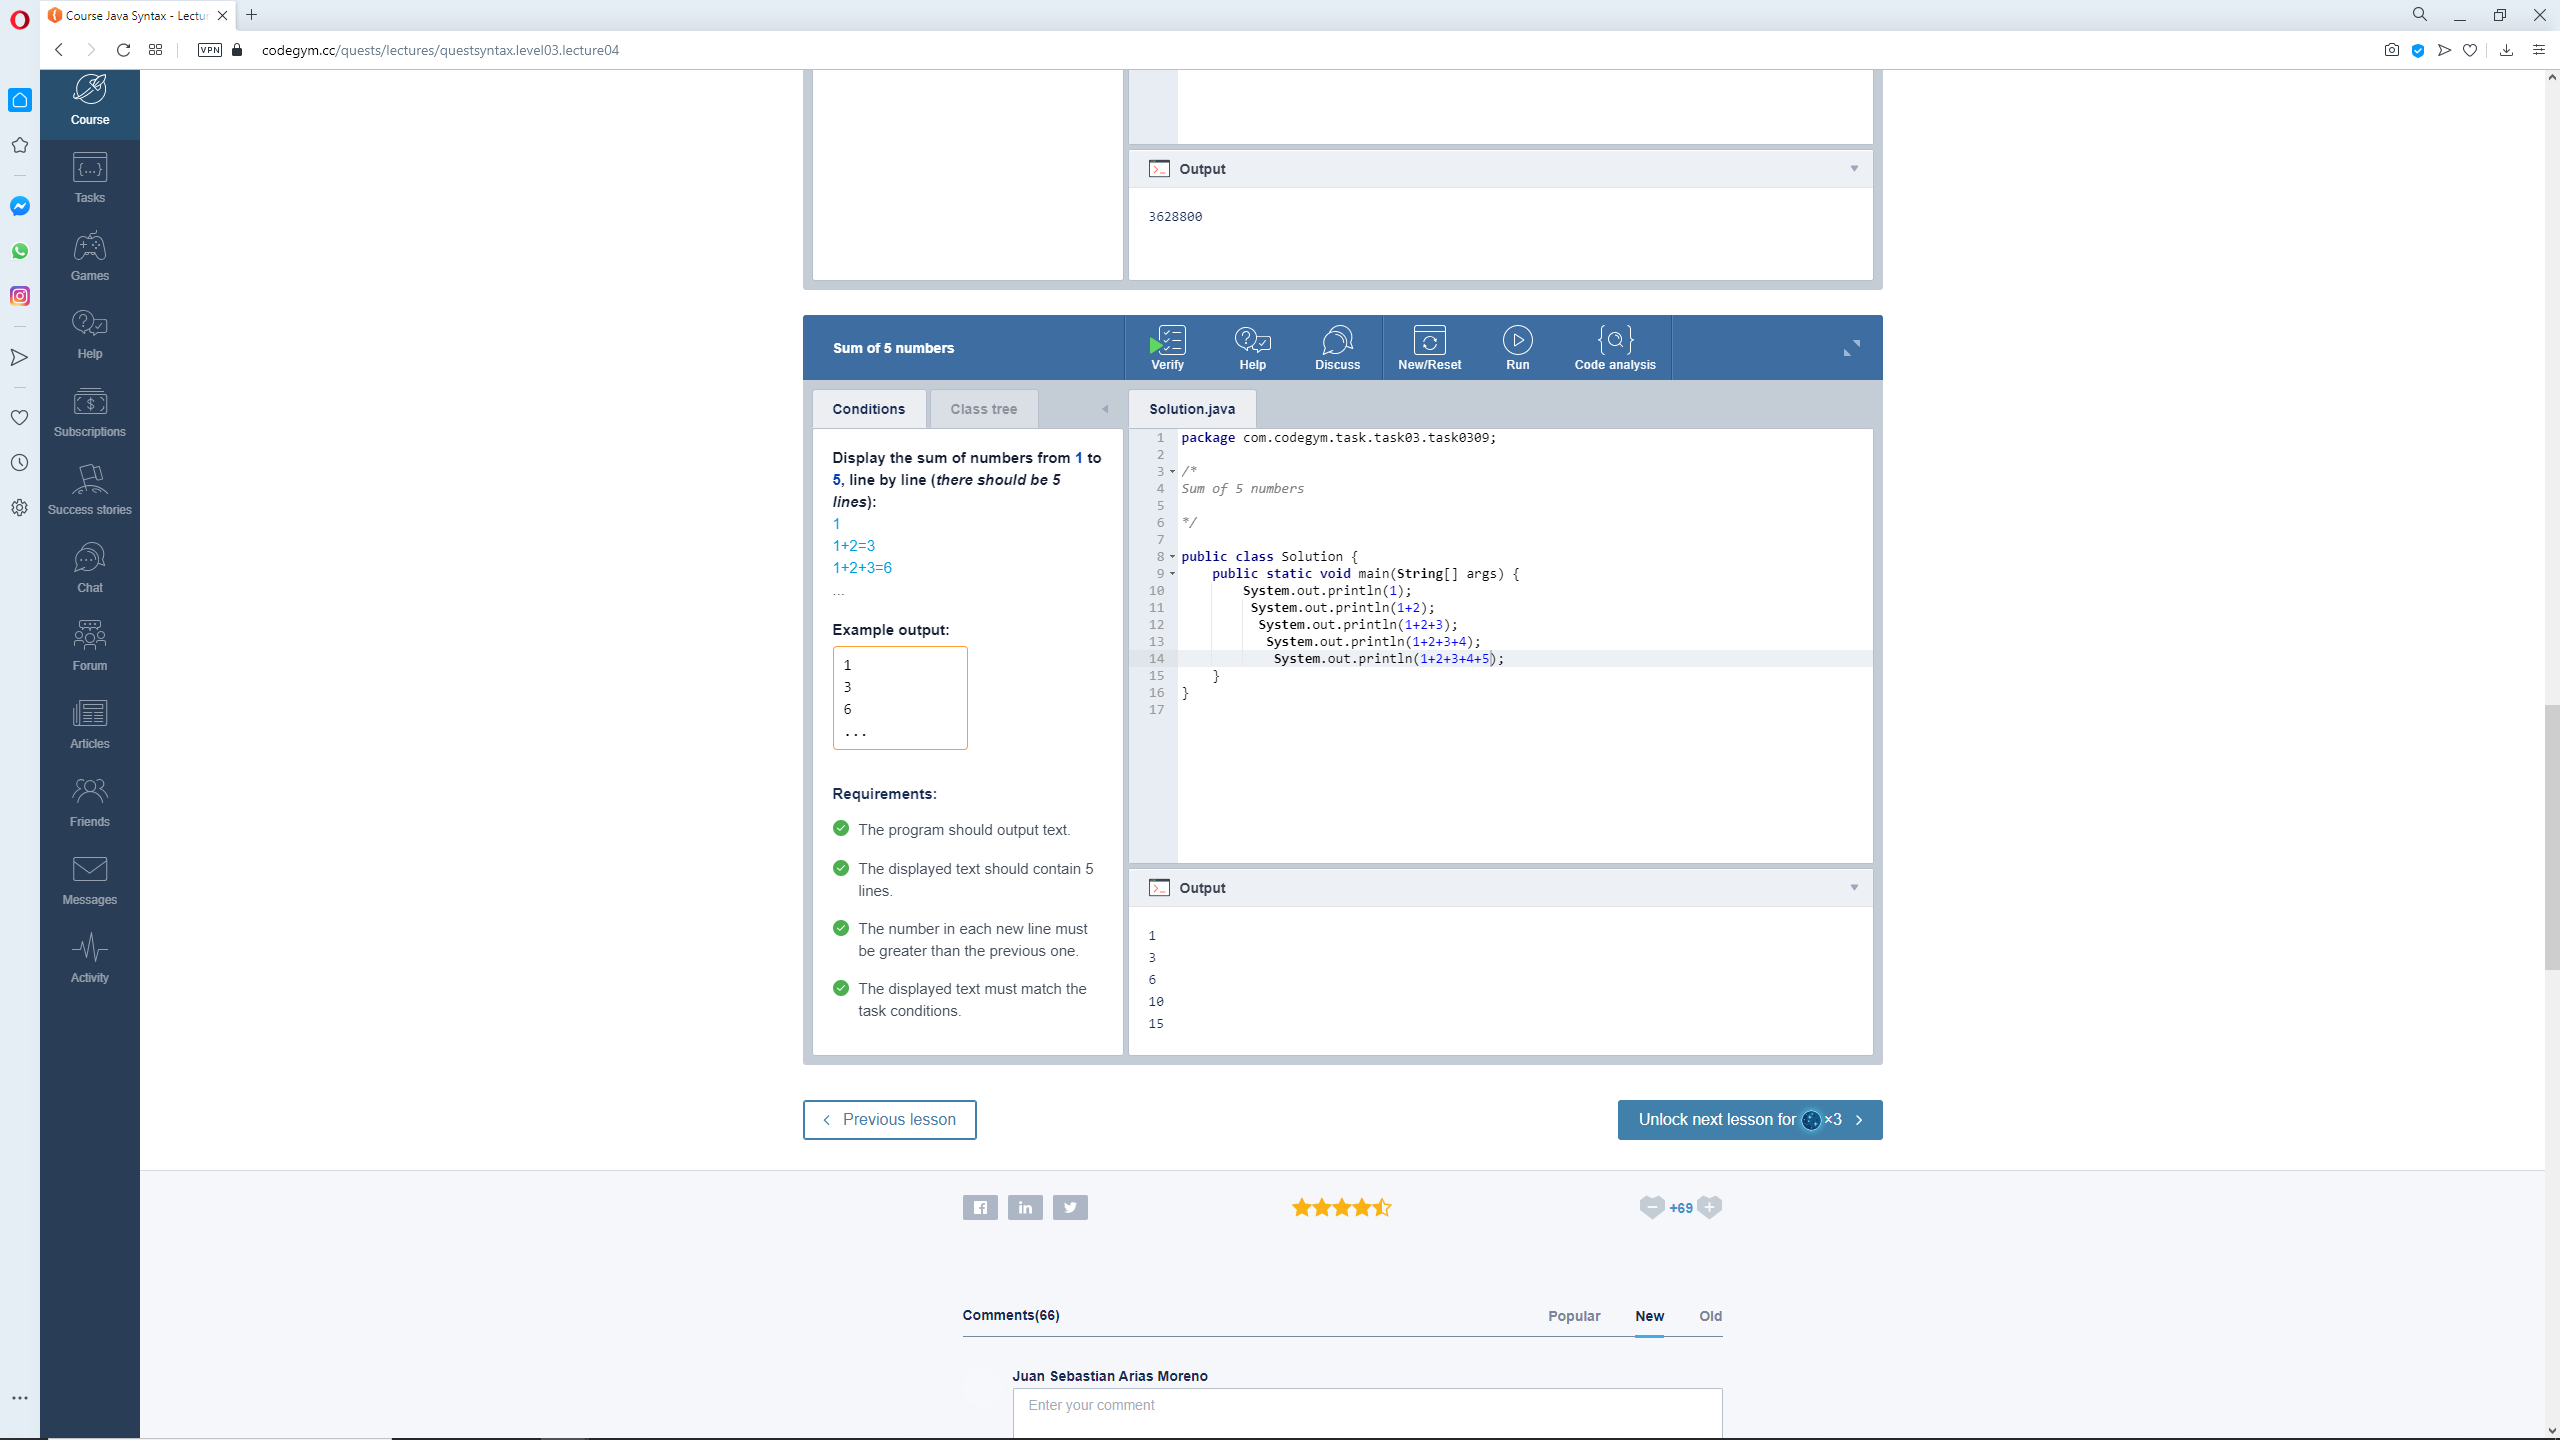 Course Java Syntax - Lectur
VPN
codegym.cc/quests/lectures/questsyntax.level03.lecture04
Course
Tasks
Games
Help
Subscriptions
Success stories
Chat
Forum
Articles
Friends
Messages
Activity
Output
3628800
Sum of 5 numbers
Verify
Help
Discuss
New/Reset
Run
Code analysis
Conditions
Class tree
Display the sum of numbers from 1 to
5, line by line (there should be 5
lines):
1
1+2=3
1+2+3=6
...
Example output:
1
3
6
...
Requirements:
The program should output text.
The displayed text should contain 5
lines.
The number in each new line must
be greater than the previous one.
The displayed text must match the
task conditions.
Solution.java
1 package com.codegym.task.task03.task0309;
2
3 /*
4 Sum of 5 numbers
5
6 */
7
8 public class Solution {
9 public static void main(String[] args) {
10 System.out.println(1);
11 System.out.println(1+2);
12 System.out.println(1+2+3);
13 System.out.println(1+2+3+4);
14 System.out.println(1+2+3+4+5);
15 }
16 }
17
Output
1
3
6
10
15
Previous lesson
Unlock next lesson for ×3
+69
Comments(66)
Popular
New
Old
Juan Sebastian Arias Moreno
Enter your comment